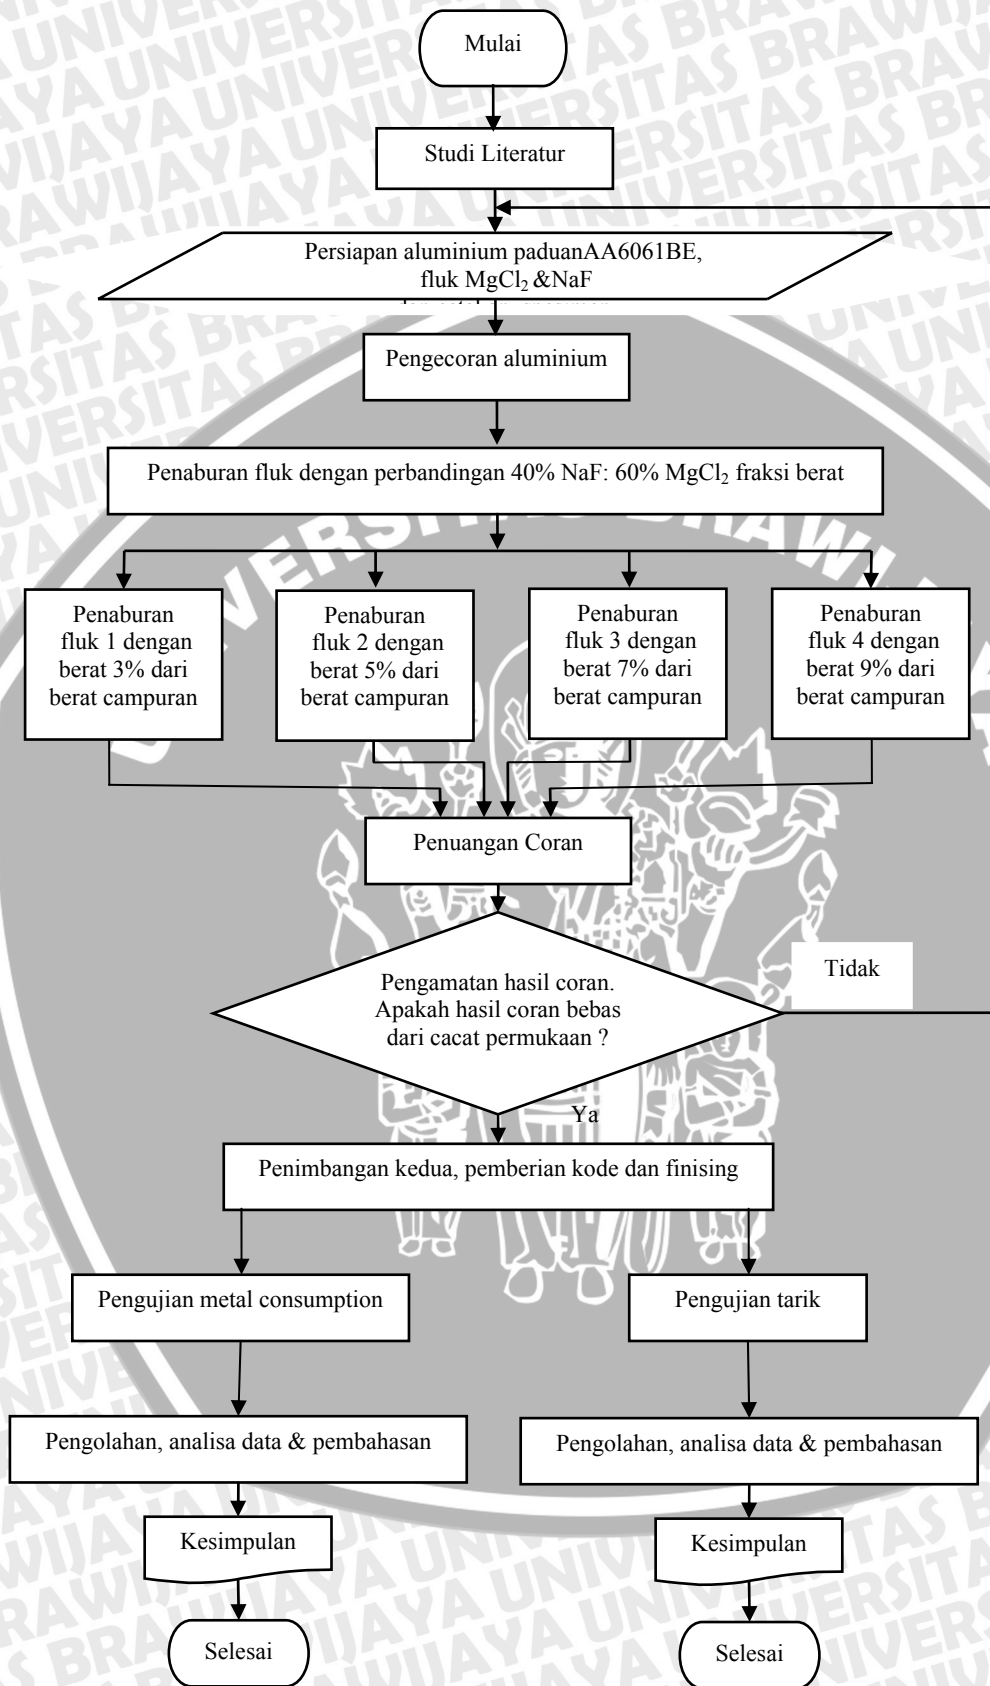 Mulai
Studi Literatur
Persiapan aluminium paduanAA6061BE,
fluk MgCl₂ &NaF
Pengecoran aluminium
Penaburan fluk dengan perbandingan 40% NaF: 60% MgCl₂ fraksi berat
Penaburan
fluk 1 dengan
berat 3% dari
berat campuran
Penaburan
fluk 2 dengan
berat 5% dari
berat campuran
Penaburan
fluk 3 dengan
berat 7% dari
berat campuran
Penaburan
fluk 4 dengan
berat 9% dari
berat campuran
Penuangan Coran
Pengamatan hasil coran.
Apakah hasil coran bebas
dari cacat permukaan ?
Tidak
Ya
Penimbangan kedua, pemberian kode dan finising
Pengujian metal consumption
Pengujian tarik
Pengolahan, analisa data & pembahasan
Pengolahan, analisa data & pembahasan
Kesimpulan
Kesimpulan
Selesai
Selesai